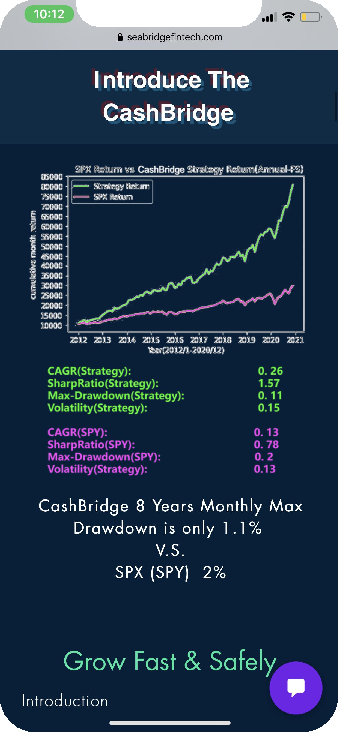 10:12
seabridgefintech.com
Introduce The
CashBridge
SPX Return vs CashBridge Strategy Return(Annual-FS)
cumulative month return
85000
80000
75000
70000
65000
60000
55000
50000
45000
40000
35000
30000
25000
20000
15000
10000
Strategy Return
SPX Return
2012 2013 2014 2015 2016 2017 2018 2019 2020 2021
Year(2012/1-2020/12)
CAGR(Strategy): 0. 26
SharpRatio(Strategy): 1.57
Max-Drawdown(Strategy): 0. 11
Volatility(Strategy): 0.15
CAGR(SPY): 0. 13
SharpRatio(SPY): 0. 78
Max-Drawdown(SPY): 0. 2
Volatility(Strategy): 0.13
CashBridge 8 Years Monthly Max
Drawdown is only 1.1%
V.S.
SPX (SPY) 2%
Grow Fast & Safely
Introduction